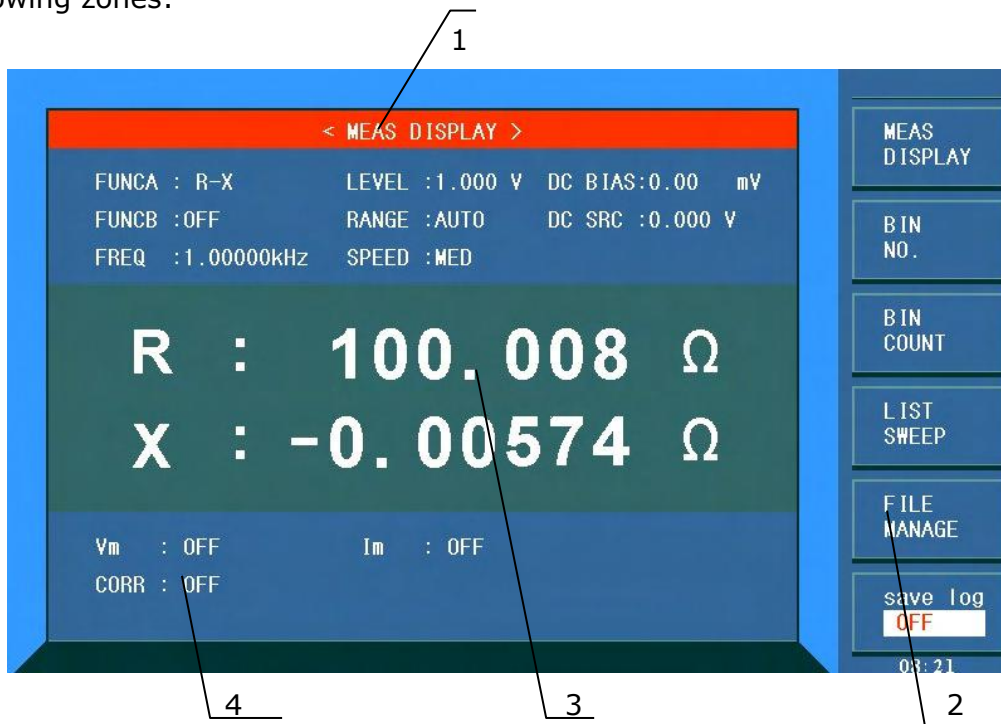 owing zones:
1
< MEAS DISPLAY >
FUNCA : R-X LEVEL :1.000 V DC BIAS:0.00 mV
FUNCB :OFF RANGE :AUTO DC SRC :0.000 V
FREQ :1.00000kHz SPEED :MED
R : 100.008 Ω
X : -0.00574 Ω
Vm : OFF Im : OFF
CORR : OFF
MEAS
DISPLAY
BIN
NO.
BIN
COUNT
LIST
SWEEP
FILE
MANAGE
save log
OFF
03:21
4 3 2